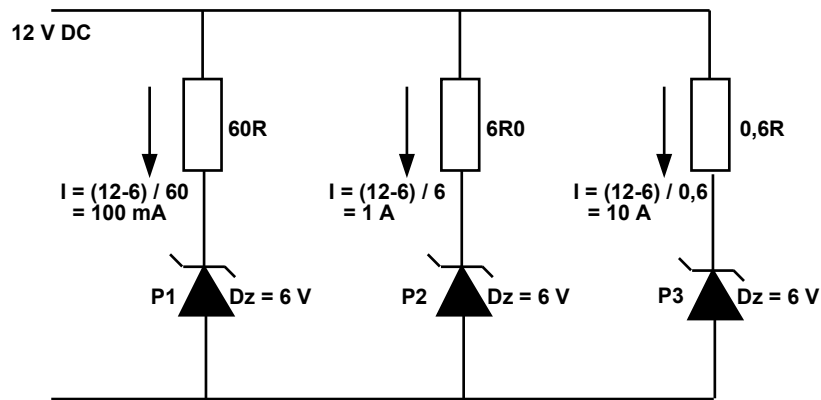 12 V DC
60R
6R0
0,6R
I = (12-6) / 60
= 100 mA
I = (12-6) / 6
= 1 A
I = (12-6) / 0,6
= 10 A
P1
Dz = 6 V
P2
Dz = 6 V
P3
Dz = 6 V